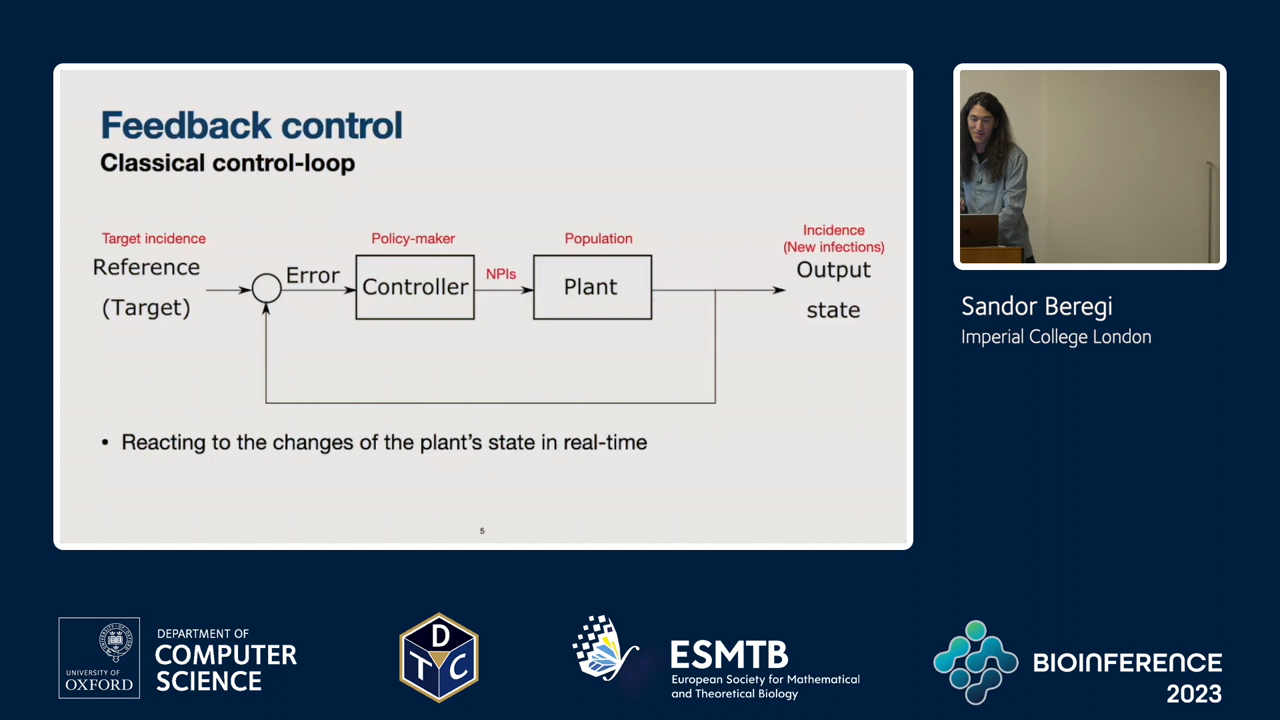 Feedback control
Classical control-loop
Target incidence
Reference
(Target)
Error
Policy-maker
Controller
NPIs
Population
Plant
Incidence
(New infections)
Output
state
• Reacting to the changes of the plant's state in real-time
5
Sandor Beregi
Imperial College London
UNIVERSITY OF
OXFORD
DEPARTMENT OF
COMPUTER
SCIENCE
D
T C
ESMTB
European Society for Mathematical
and Theoretical Biology
BIOINFERENCE
2023